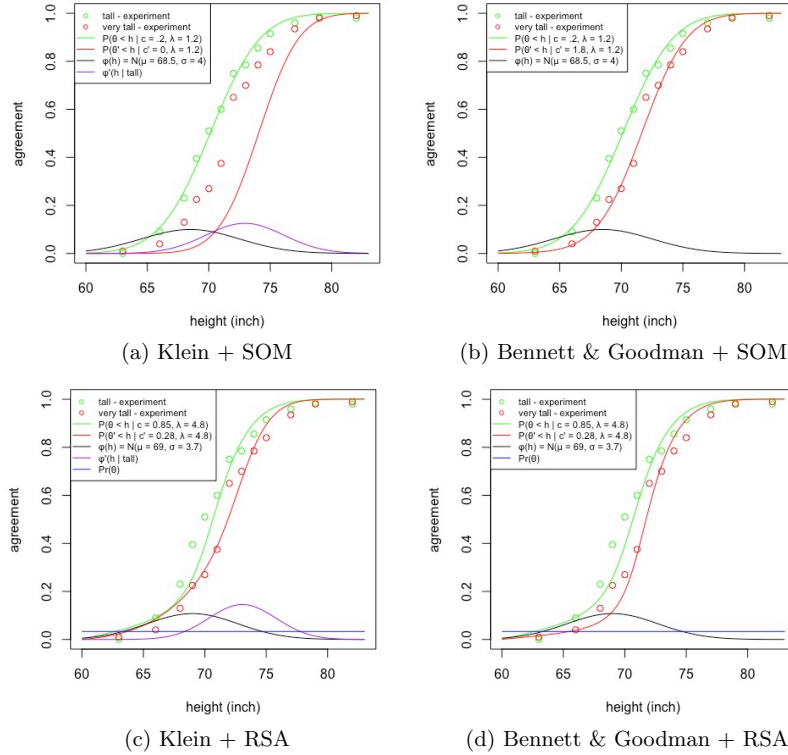 tall - experiment
very tall - experiment
P(θ < h | c = .2, λ = 1.2)
P(θ' < h | c' = 0, λ = 1.2)
φ(h) = N(μ = 68.5, σ = 4)
φ'(h | tall)
agreement
0.0 0.2 0.4 0.6 0.8 1.0
60 65 70 75 80
height (inch)
(a) Klein + SOM
tall - experiment
very tall - experiment
P(θ < h | c = .2, λ = 1.2)
P(θ' < h | c' = 1.8, λ = 1.2)
φ(h) = N(μ = 68.5, σ = 4)
agreement
0.0 0.2 0.4 0.6 0.8 1.0
60 65 70 75 80
height (inch)
(b) Bennett & Goodman + SOM
tall - experiment
very tall - experiment
P(θ < h | c = 0.85, λ = 4.8)
P(θ' < h | c' = 0.28, λ = 4.8)
φ(h) = N(μ = 69, σ = 3.7)
φ'(h | tall)
Pr(θ)
agreement
0.0 0.2 0.4 0.6 0.8 1.0
60 65 70 75 80
height (inch)
(c) Klein + RSA
tall - experiment
very tall - experiment
P(θ < h | c = 0.85, λ = 4.8)
P(θ' < h | c' = 0.28, λ = 4.8)
φ(h) = N(μ = 69, σ = 3.7)
Pr(θ)
agreement
0.0 0.2 0.4 0.6 0.8 1.0
60 65 70 75 80
height (inch)
(d) Bennett & Goodman + RSA